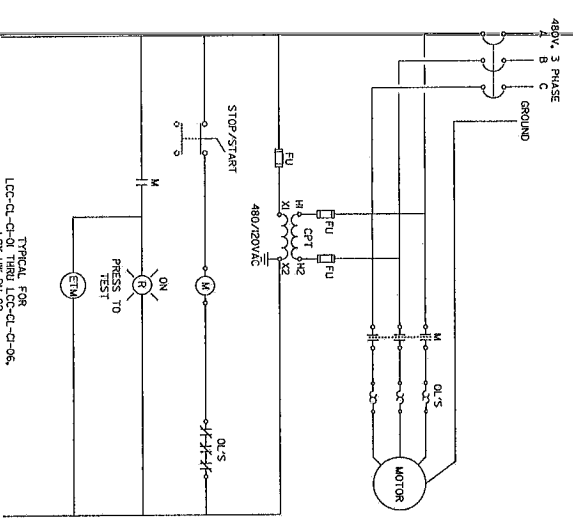 480V. 3 PHASE
A
B
C
GROUND
M
OL'S
MOTOR
FU
FU
H1
H2
CPT
X1
X2
480/120VAC
FU
STOP/START
M
OL'S
M
ON
R
PRESS TO
TEST
ETM
TYPICAL FOR
LCC-CL-CI-01 THRU LCC-CL-CI-06,